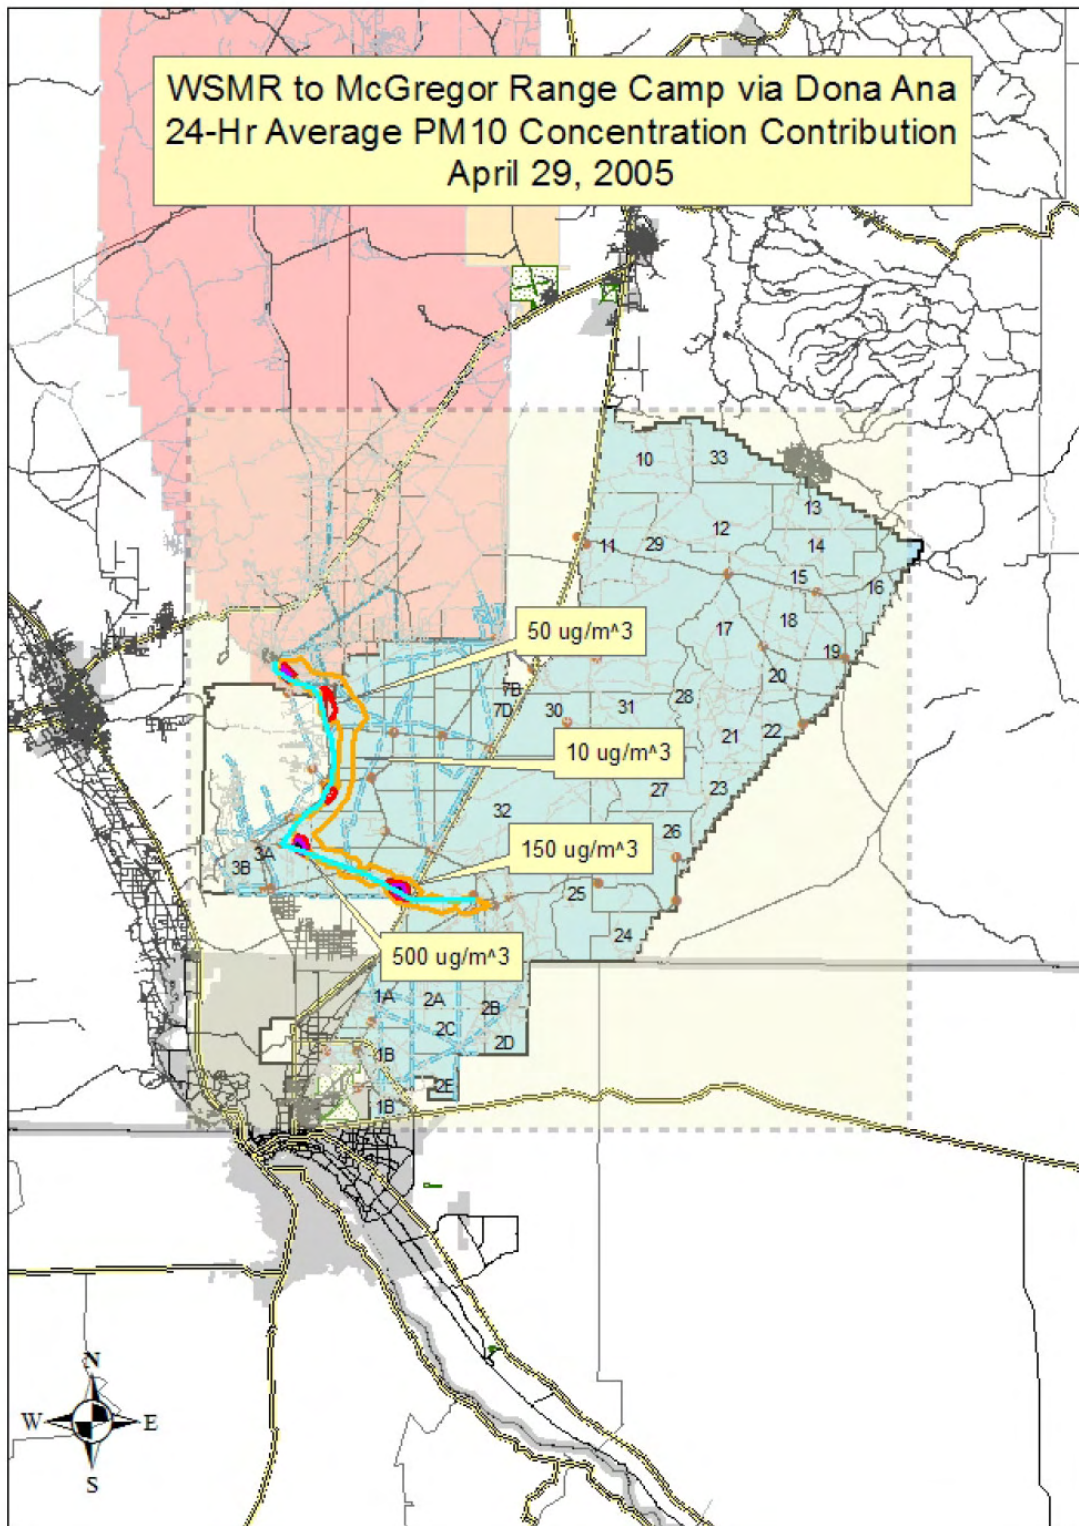 WSMR to McGregor Range Camp via Dona Ana
24-Hr Average PM10 Concentration Contribution
April 29, 2005
10
33
13
12
11
29
14
15
16
50 ug/m^3
17
18
19
20
7B
7D
30
31
28
21
22
10 ug/m^3
27
23
32
26
150 ug/m^3
3A
3B
25
24
500 ug/m^3
1A
2A
2B
2C
2D
1B
2E
1B
N
W
E
S